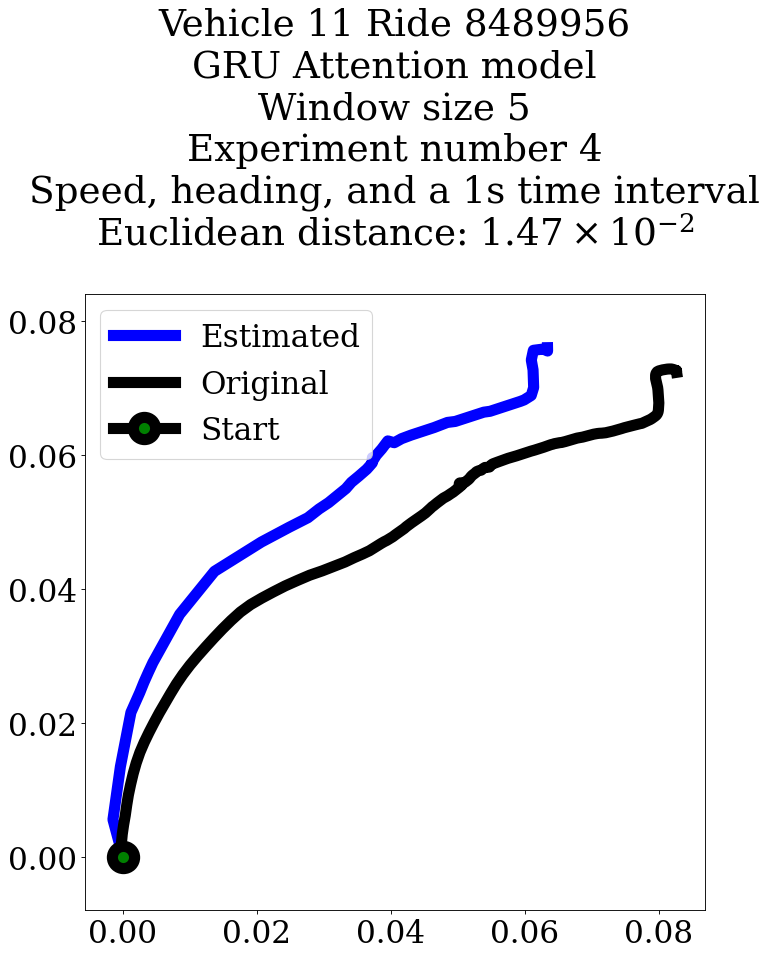 Vehicle 11 Ride 8489956
GRU Attention model
Window size 5
Experiment number 4
Speed, heading, and a 1s time interval
Euclidean distance: 1.47 × 10⁻²
Estimated
Original
Start
0.08
0.06
0.04
0.02
0.00
0.00 0.02 0.04 0.06 0.08